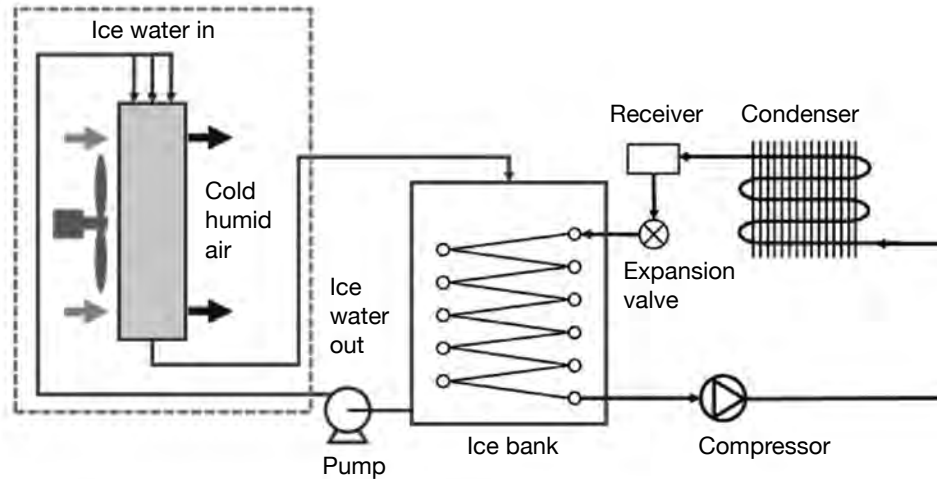 Ice water in
Receiver
Condenser
Cold
humid
air
Expansion
valve
Ice
water
out
Ice bank
Compressor
Pump